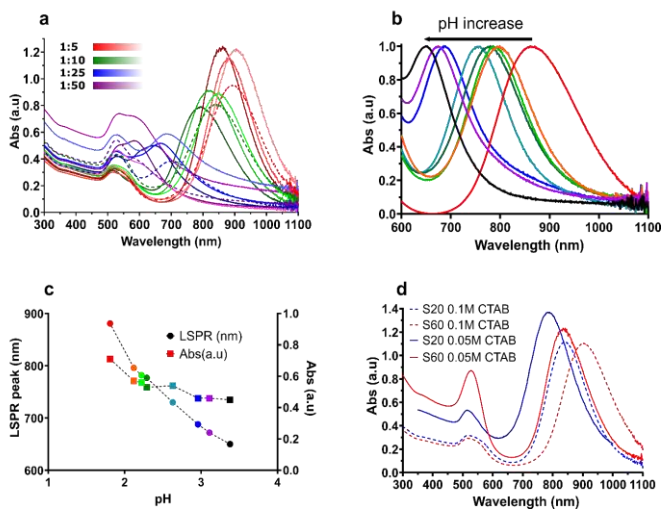 a
1:5
1:10
1:25
1:50
Abs (a.u)
1.2
1.0
0.8
0.6
0.4
0.2
0.0
300 400 500 600 700 800 900 1000 1100
Wavelength (nm)
b
pH increase
Abs (a.u)
1.0
0.8
0.6
0.4
0.2
0.0
600 700 800 900 1000 1100
Wavelength (nm)
c
LSPR peak (nm)
900
800
700
600
LSPR (nm)
Abs(a.u)
1.0
0.8
0.6
0.4
0.2
0.0
Abs (a.u)
1 2 3 4
pH
d
S20 0.1M CTAB
S60 0.1M CTAB
S20 0.05M CTAB
S60 0.05M CTAB
Abs (a.u)
1.4
1.2
1.0
0.8
0.6
0.4
0.2
0.0
300 400 500 600 700 800 900 1000 1100
Wavelength (nm)